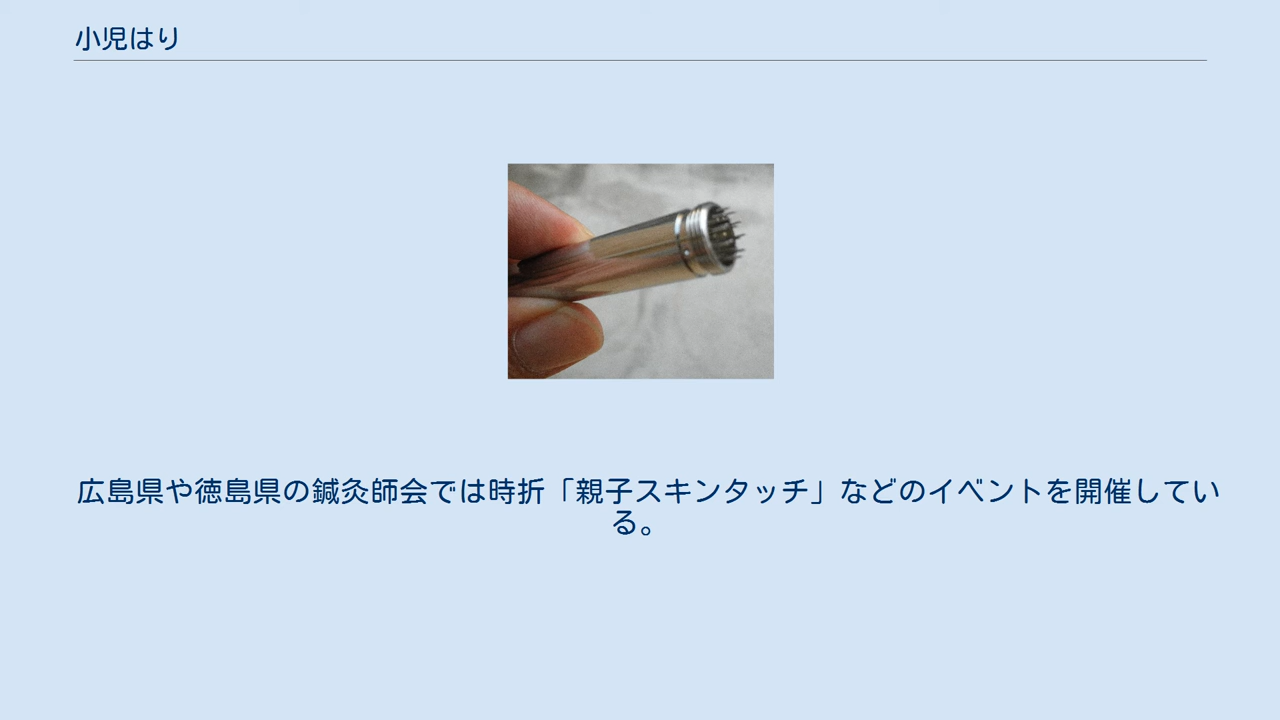 小児はり
広島県や徳島県の鍼灸師会では時折「親子スキンタッチ」などのイベントを開催してい
る。